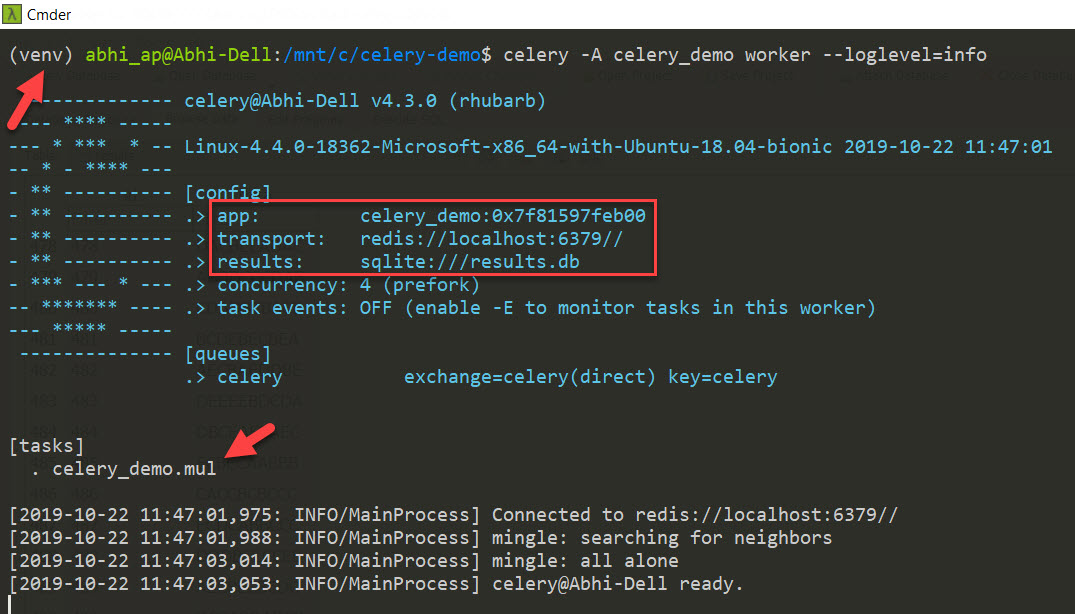 Cmder
(venv) abhi_ap@Abhi-Dell:/mnt/c/celery-demo$ celery -A celery_demo worker --loglevel=info
-------------- celery@Abhi-Dell v4.3.0 (rhubarb)
---- **** -----
--- * ***  * -- Linux-4.4.0-18362-Microsoft-x86_64-with-Ubuntu-18.04-bionic 2019-10-22 11:47:01
-- * - **** ---
- ** ---------- [config]
- ** ---------- .> app:         celery_demo:0x7f81597feb00
- ** ---------- .> transport:   redis://localhost:6379//
- ** ---------- .> results:     sqlite:///results.db
- *** --- * --- .> concurrency: 4 (prefork)
-- ******* ---- .> task events: OFF (enable -E to monitor tasks in this worker)
--- ***** -----
-------------- [queues]
.> celery           exchange=celery(direct) key=celery
[tasks]
. celery_demo.mul
[2019-10-22 11:47:01,975: INFO/MainProcess] Connected to redis://localhost:6379//
[2019-10-22 11:47:01,988: INFO/MainProcess] mingle: searching for neighbors
[2019-10-22 11:47:03,014: INFO/MainProcess] mingle: all alone
[2019-10-22 11:47:03,053: INFO/MainProcess] celery@Abhi-Dell ready.